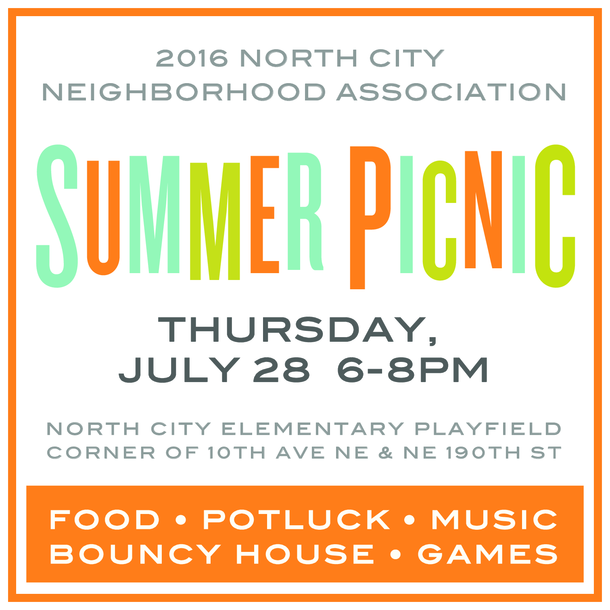 2016 NORTH CITY
NEIGHBORHOOD ASSOCIATION
SUMMER PICNIC
THURSDAY,
JULY 28 6-8PM
NORTH CITY ELEMENTARY PLAYFIELD
CORNER OF 10TH AVE NE & NE 190TH ST
FOOD • POTLUCK • MUSIC
BOUNCY HOUSE • GAMES